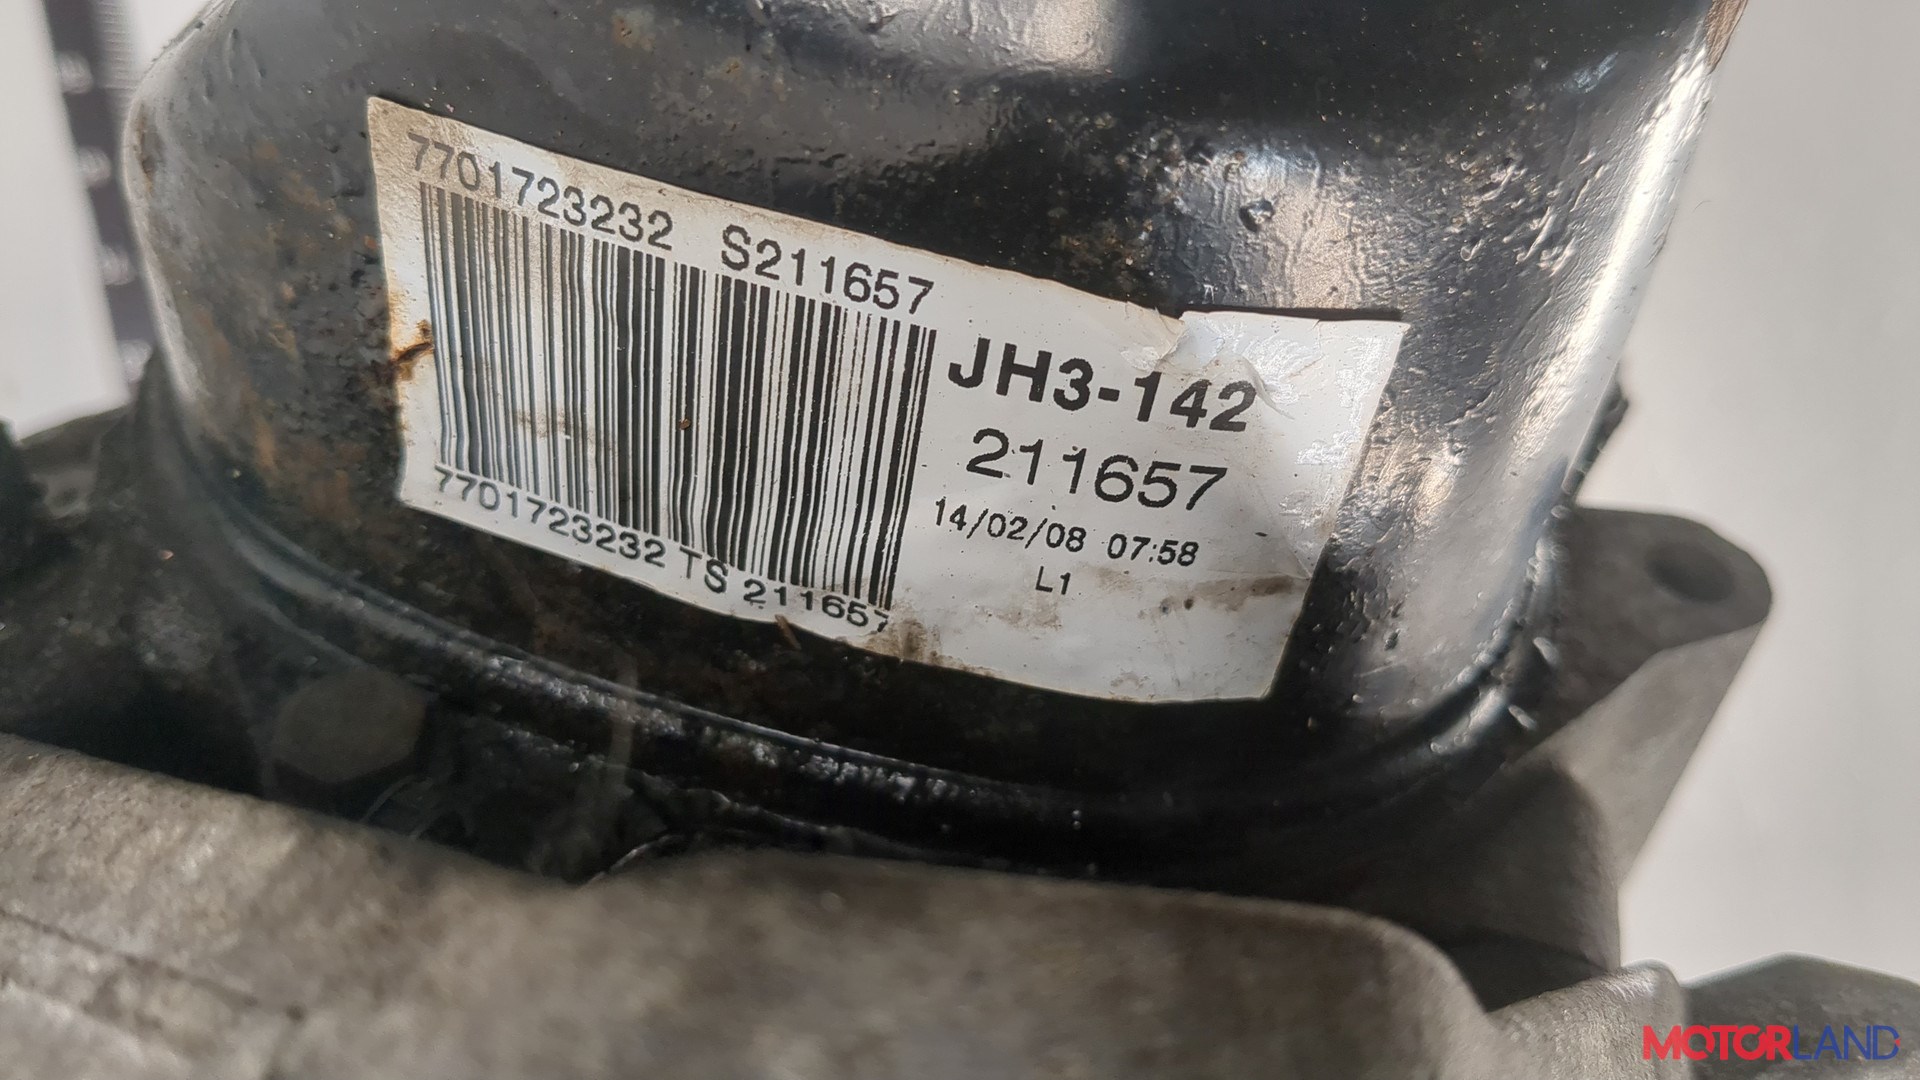 7701723232 S211657
JH3-142
211657
14/02/08 07:58
L1
7701723232 TS 211657
MOTORLAND